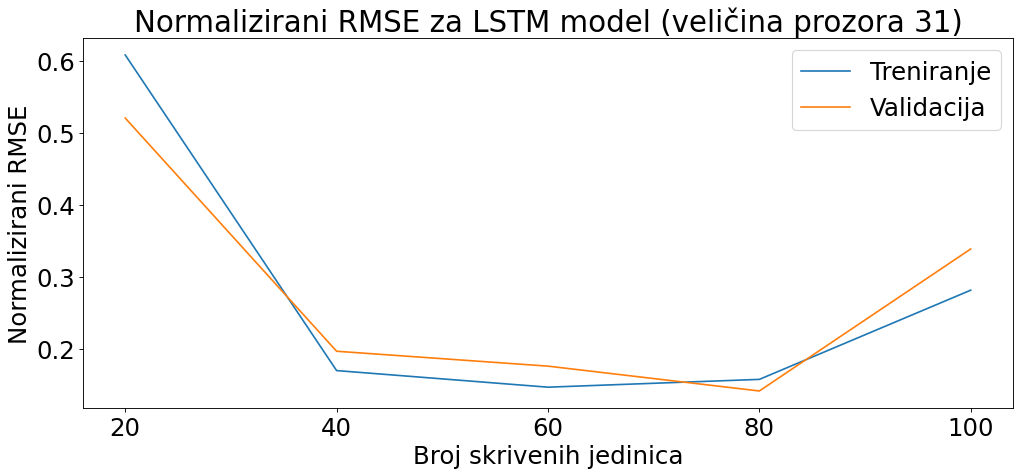 Normalizirani RMSE za LSTM model (veličina prozora 31)
Treniranje
Validacija
Normalizirani RMSE
0.6
0.5
0.4
0.3
0.2
20 40 60 80 100
Broj skrivenih jedinica